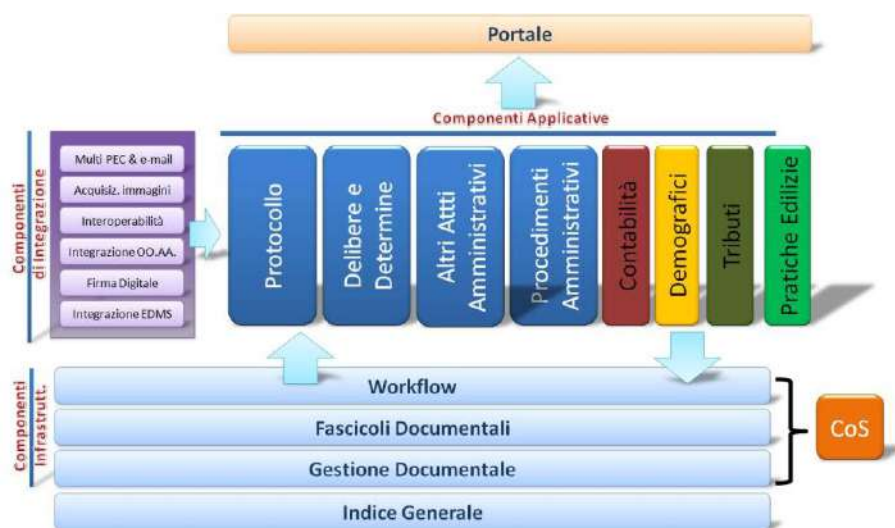 Portale
Componenti Applicative
Componenti
di Integrazione
Multi PEC & e-mail
Acquisiz. immagini
Interoperabilità
Integrazione OO.AA.
Firma Digitale
Integrazione EDMS
Protocollo
Delibere e
Determine
Altri Attti
Amministrativi
Procedimenti
Amministrativi
Contabilità
Demografici
Tributi
Pratiche Edilizie
Componenti
Infrastrutt.
Workflow
Fascicoli Documentali
Gestione Documentale
Indice Generale
CoS